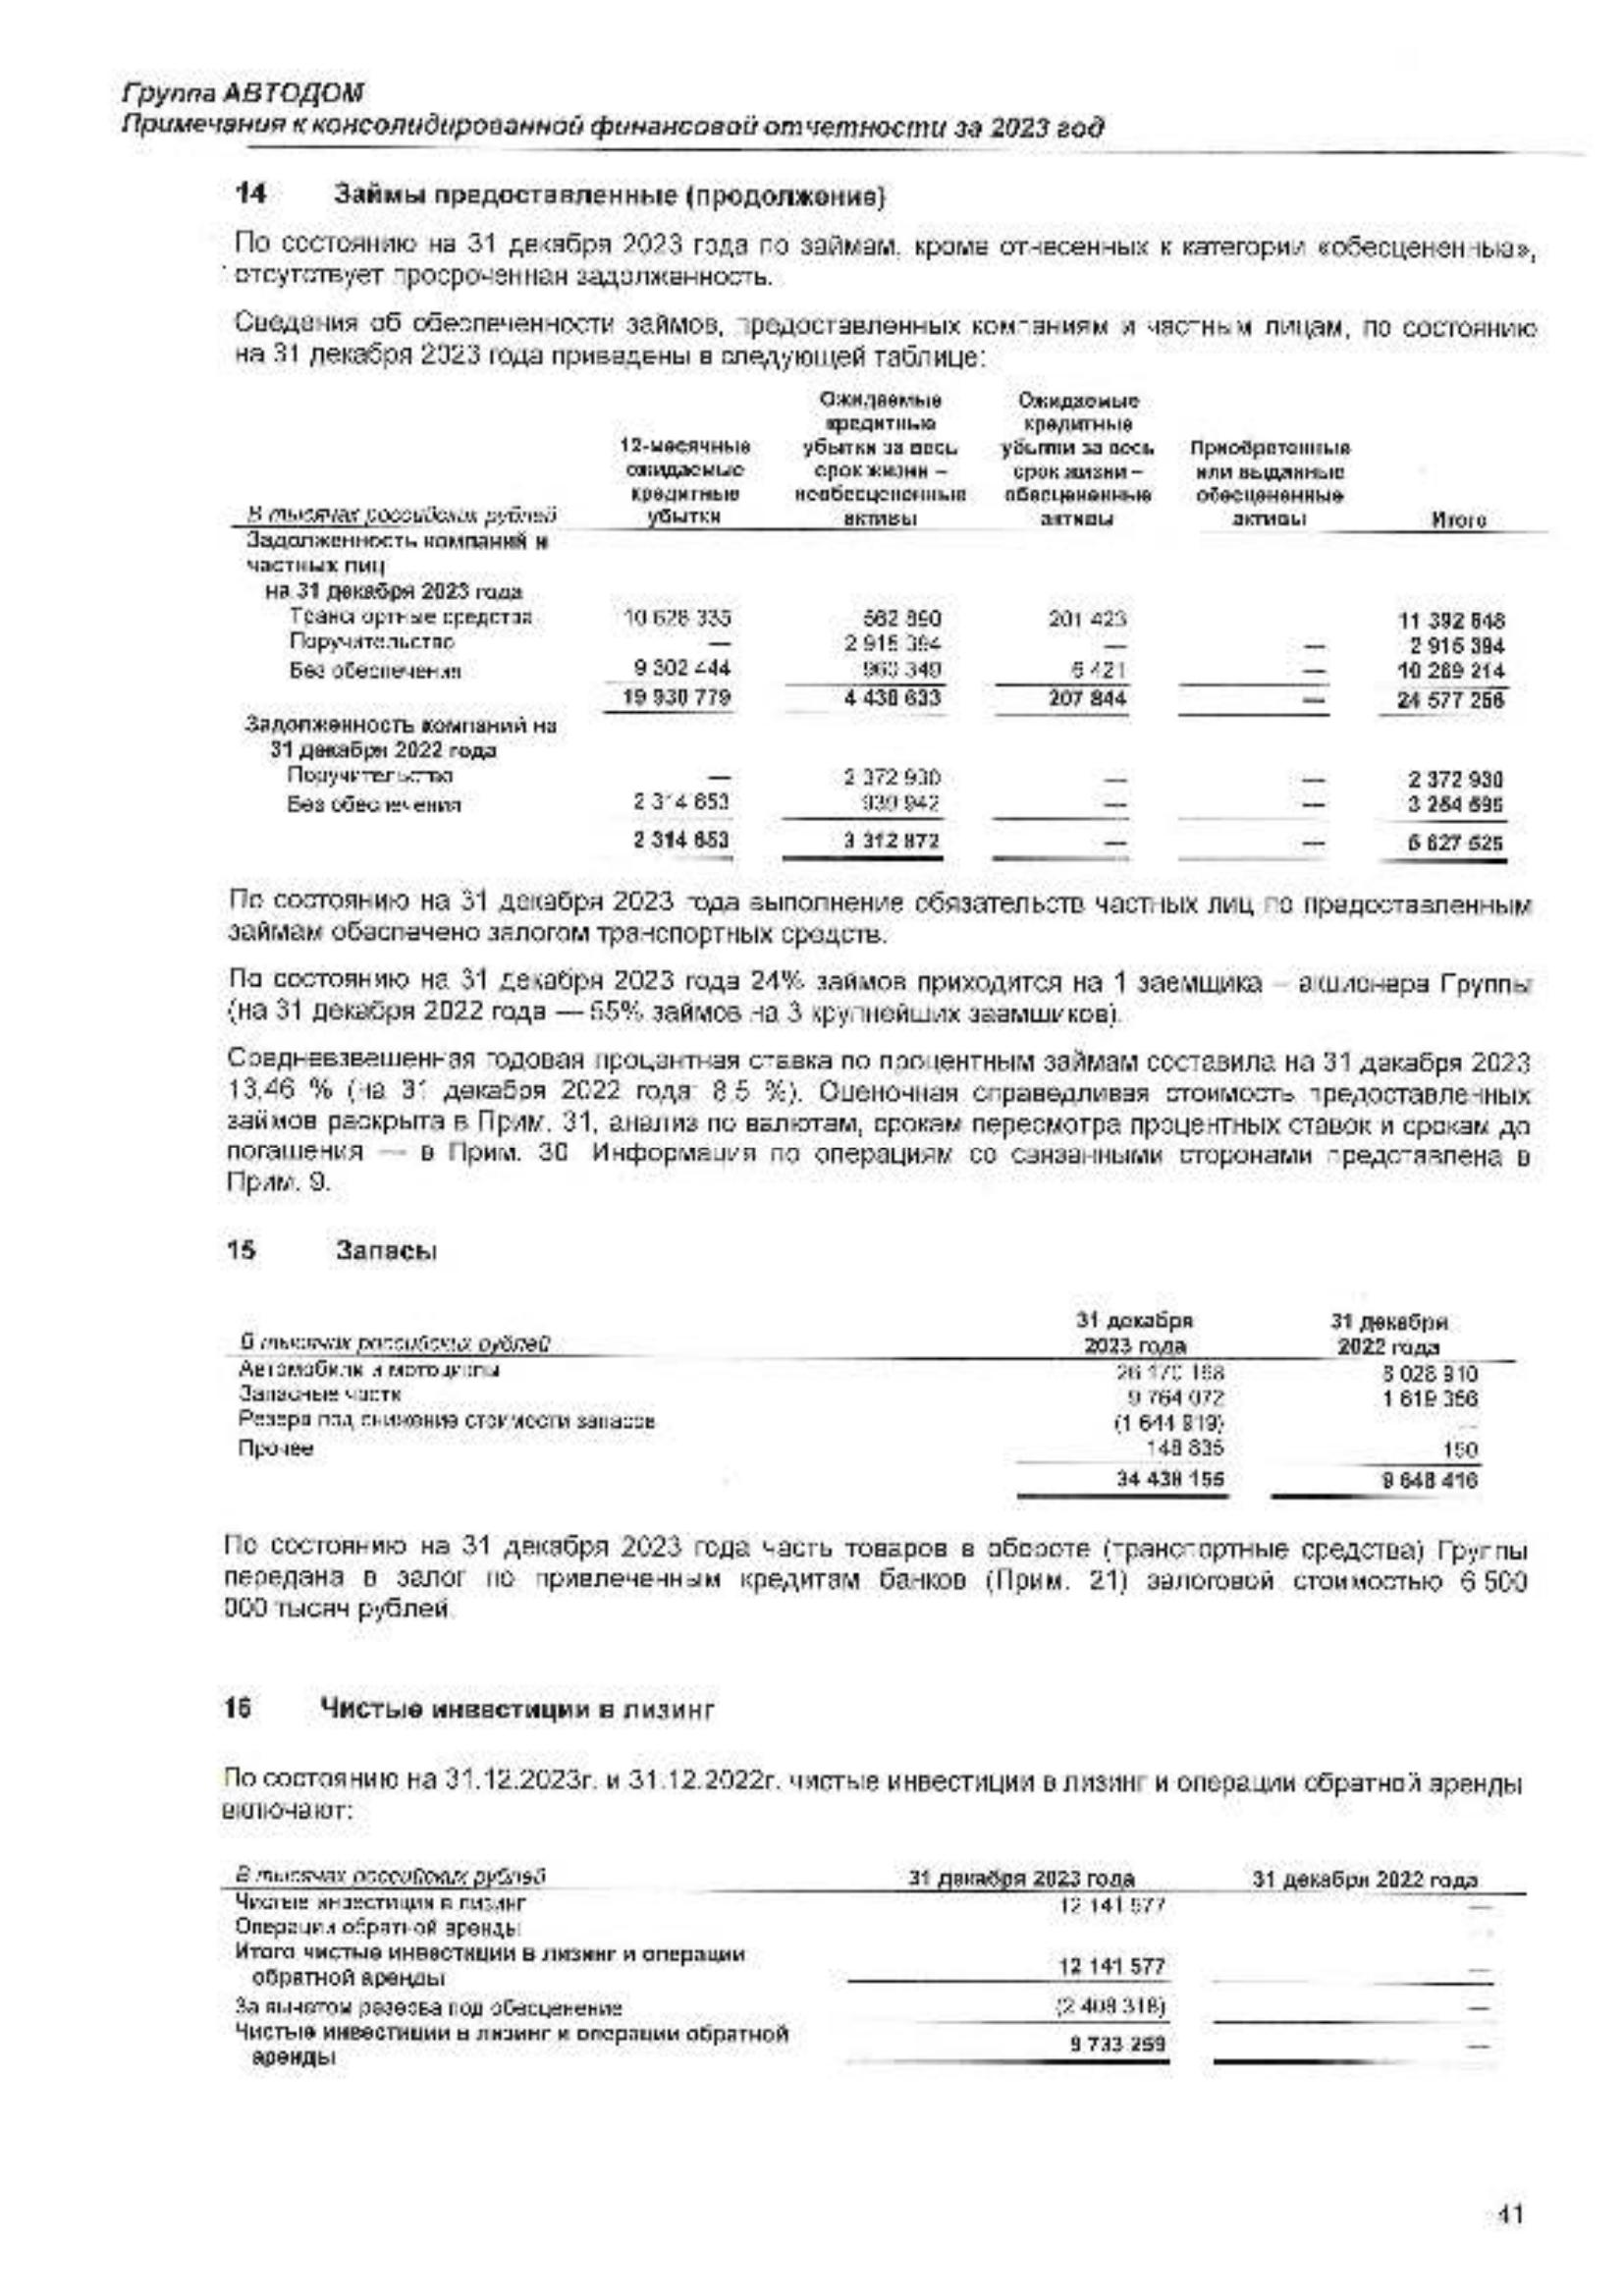 Группа АВТОДОМ
Примечания к консолидированной финансовой отчетности за 2023 год
14 Займы предоставленные (продолжение)
По состоянию на 31 декабря 2023 года по займам, кроме отнесенных к категории «обесцененные»,
отсутствует просроченная задолженность.
Сведения об обеспеченности займов, предоставленных компаниям и частным лицам, по состоянию
на 31 декабря 2023 года приведены в следующей таблице:
Ожидаемые Ожидаемые
кредитные кредитные
12-месячные убытки за весь убытки за весь Приобретенные
ожидаемые срок жизни – срок жизни – или выданные
кредитные необесцененные обесцененные обесцененные
В тысячах российских рублей убытки активы активы активы Итого
Задолженность компаний и
частных лиц
на 31 декабря 2023 года
Транспортные средства 10 628 335 562 890 201 423 11 392 648
Поручительство — 2 915 394 — — 2 915 394
Без обеспечения 9 302 444 960 349 6 421 — 10 269 214
19 930 779 4 438 633 207 844 — 24 577 256
Задолженность компаний на
31 декабря 2022 года
Поручительство — 2 372 930 — — 2 372 930
Без обеспечения 2 314 653 939 942 — — 3 254 595
2 314 653 3 312 872 — — 5 627 525
По состоянию на 31 декабря 2023 года выполнение обязательств частных лиц по предоставленным
займам обеспечено залогом транспортных средств.
По состоянию на 31 декабря 2023 года 24% займов приходится на 1 заемщика – акционера Группы
(на 31 декабря 2022 года — 55% займов на 3 крупнейших заемщиков).
Средневзвешенная годовая процентная ставка по процентным займам составила на 31 декабря 2023
13,46 % (на 31 декабря 2022 года: 8,5 %). Оценочная справедливая стоимость предоставленных
займов раскрыта в Прим. 31, анализ по валютам, срокам пересмотра процентных ставок и срокам до
погашения — в Прим. 30. Информация по операциям со связанными сторонами представлена в
Прим. 9.
15 Запасы
31 декабря 31 декабря
В тысячах российских рублей 2023 года 2022 года
Автомобили и мотоциклы 26 170 168 8 028 910
Запасные части 9 764 072 1 619 356
Резерв под снижение стоимости запасов (1 644 919) —
Прочее 148 835 150
34 438 156 9 648 416
По состоянию на 31 декабря 2023 года часть товаров в обороте (транспортные средства) Группы
передана в залог по привлеченным кредитам банков (Прим. 21) залоговой стоимостью 6 500
000 тысяч рублей.
16 Чистые инвестиции в лизинг
По состоянию на 31.12.2023г. и 31.12.2022г. чистые инвестиции в лизинг и операции обратной аренды
включают:
В тысячах российских рублей 31 декабря 2023 года 31 декабря 2022 года
Чистые инвестиции в лизинг 12 141 577 —
Операции обратной аренды
Итого чистые инвестиции в лизинг и операции
обратной аренды 12 141 577 —
За вычетом резерва под обесценение (2 408 318) —
Чистые инвестиции в лизинг и операции обратной
аренды 9 733 259 —
41